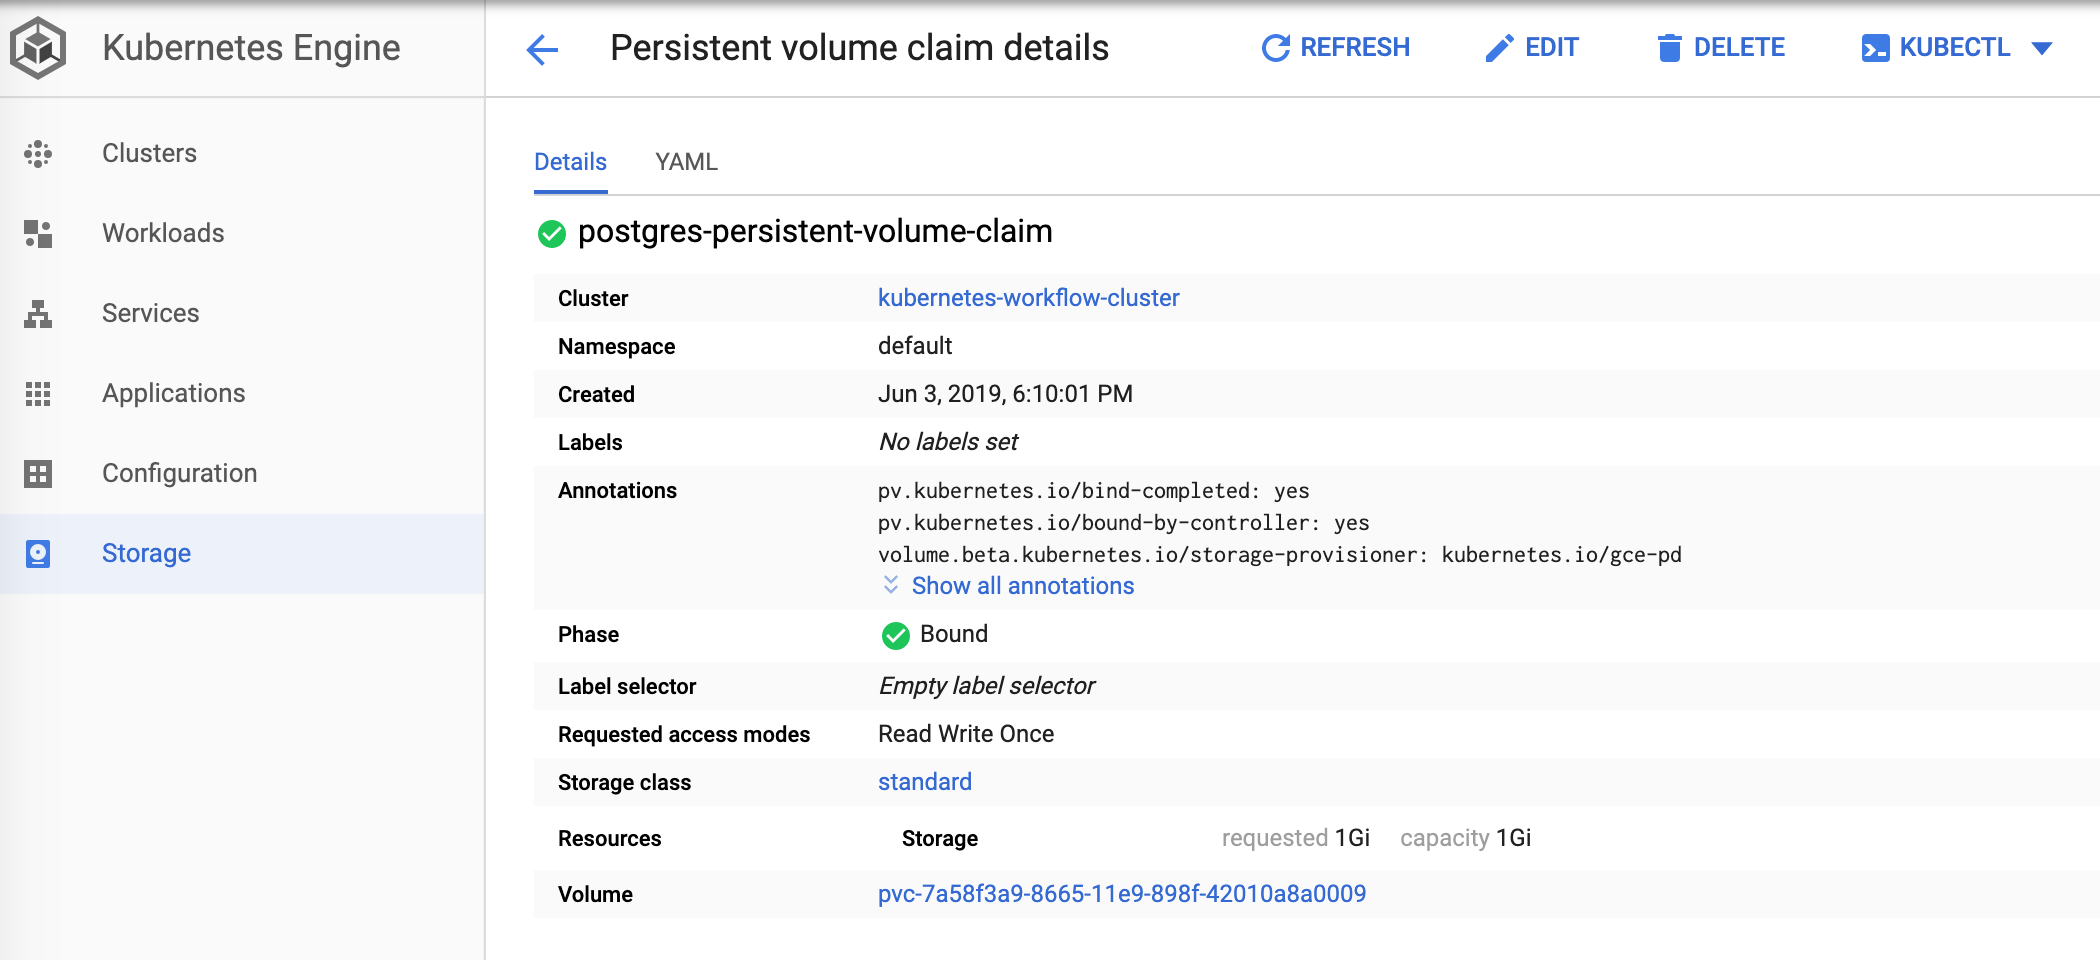 Kubernetes Engine
Persistent volume claim details
REFRESH
EDIT
DELETE
KUBECTL
Clusters
Workloads
Services
Applications
Configuration
Storage
Details YAML
postgres-persistent-volume-claim
Cluster kubernetes-workflow-cluster
Namespace default
Created Jun 3, 2019, 6:10:01 PM
Labels No labels set
Annotations pv.kubernetes.io/bind-completed: yes
pv.kubernetes.io/bound-by-controller: yes
volume.beta.kubernetes.io/storage-provisioner: kubernetes.io/gce-pd
Show all annotations
Phase Bound
Label selector Empty label selector
Requested access modes Read Write Once
Storage class standard
Resources Storage requested 1Gi capacity 1Gi
Volume pvc-7a58f3a9-8665-11e9-898f-42010a8a0009